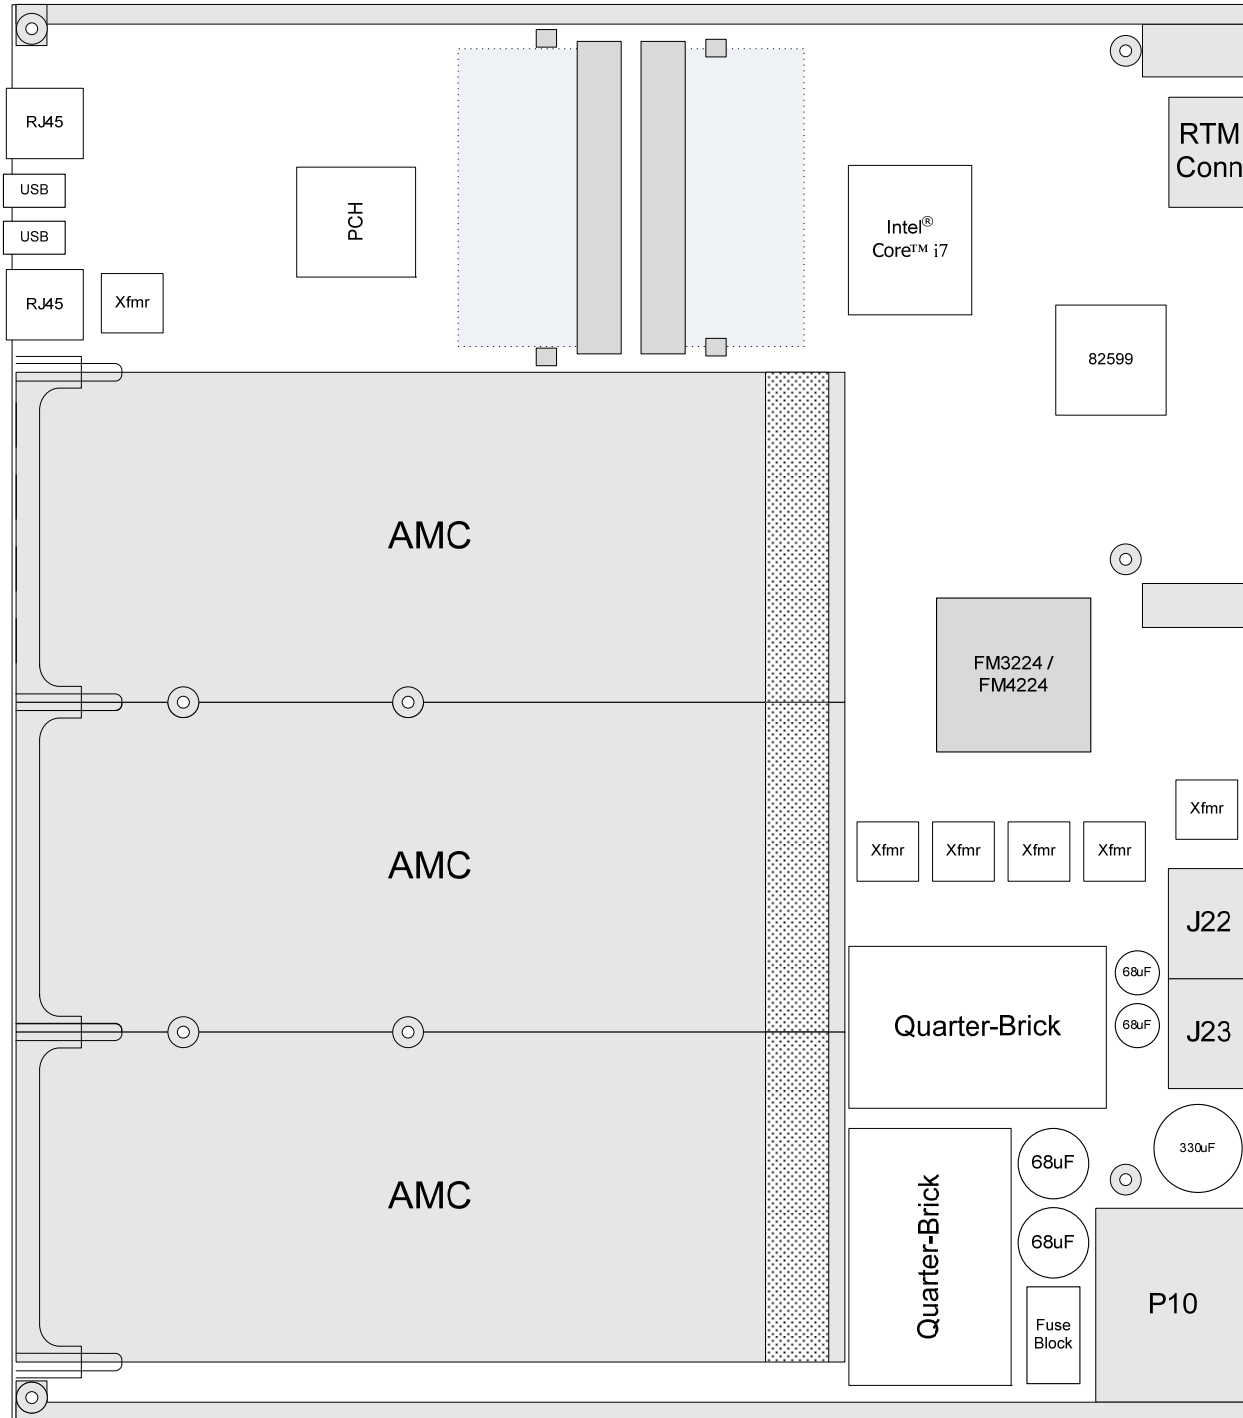 RJ45
USB
USB
RJ45
Xfmr
PCH
Intel®
Core™ i7
RTM
Conn
82599
AMC
FM3224 /
FM4224
Xfmr
Xfmr
Xfmr
Xfmr
Xfmr
AMC
J22
68uF
Quarter-Brick
68uF
J23
330uF
68uF
AMC
Quarter-Brick
68uF
P10
Fuse
Block